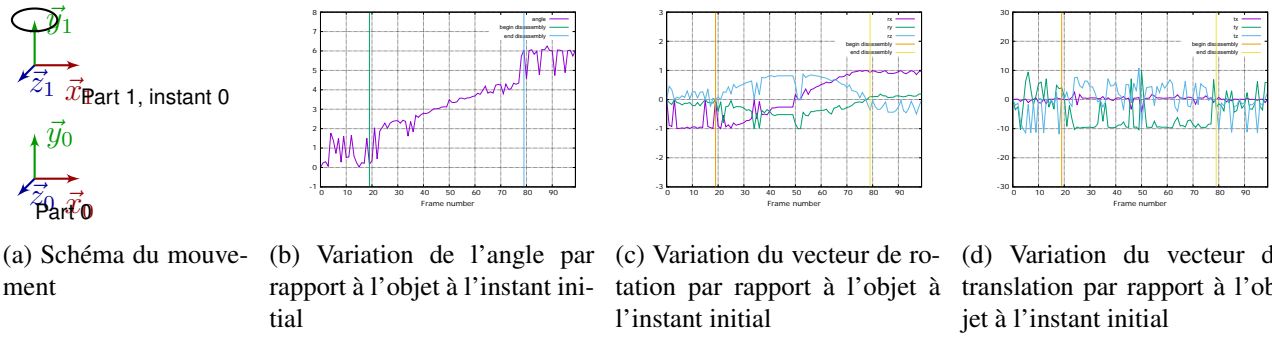 y⃗1
z⃗1 x⃗1
Part 1, instant 0
y⃗0
z⃗0 x⃗0
Part 0
8
7
6
5
4
3
2
1
0
-1
0 10 20 30 40 50 60 70 80 90
Frame number
angle
begin disassembly
end disassembly
3
2
1
0
-1
-2
-3
0 10 20 30 40 50 60 70 80 90
Frame number
rx
ry
rz
begin disassembly
end disassembly
30
20
10
0
-10
-20
-30
0 10 20 30 40 50 60 70 80 90
Frame number
tx
ty
tz
begin disassembly
end disassembly
(a) Schéma du mouve-
ment
(b) Variation de l'angle par
rapport à l'objet à l'instant ini-
tial
(c) Variation du vecteur de ro-
tation par rapport à l'objet à
l'instant initial
(d) Variation du vecteur d
translation par rapport à l'ob
jet à l'instant initial